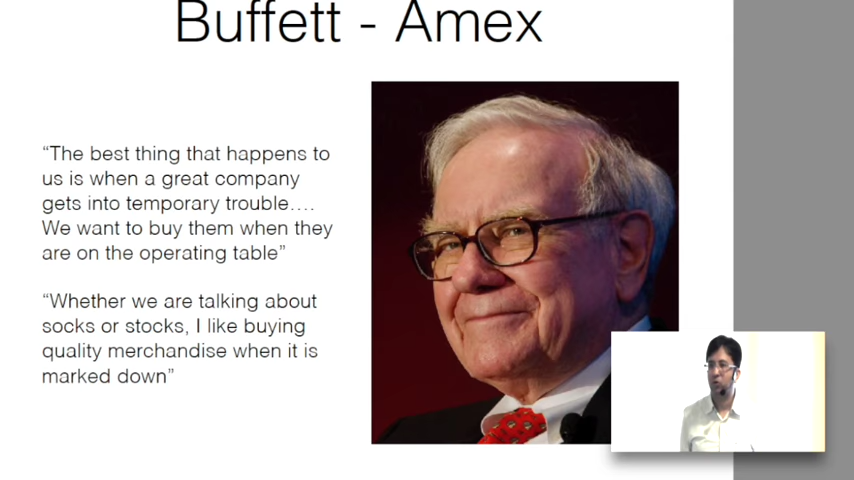 Buffett - Amex
“The best thing that happens to
us is when a great company
gets into temporary trouble....
We want to buy them when they
are on the operating table”
“Whether we are talking about
socks or stocks, I like buying
quality merchandise when it is
marked down”